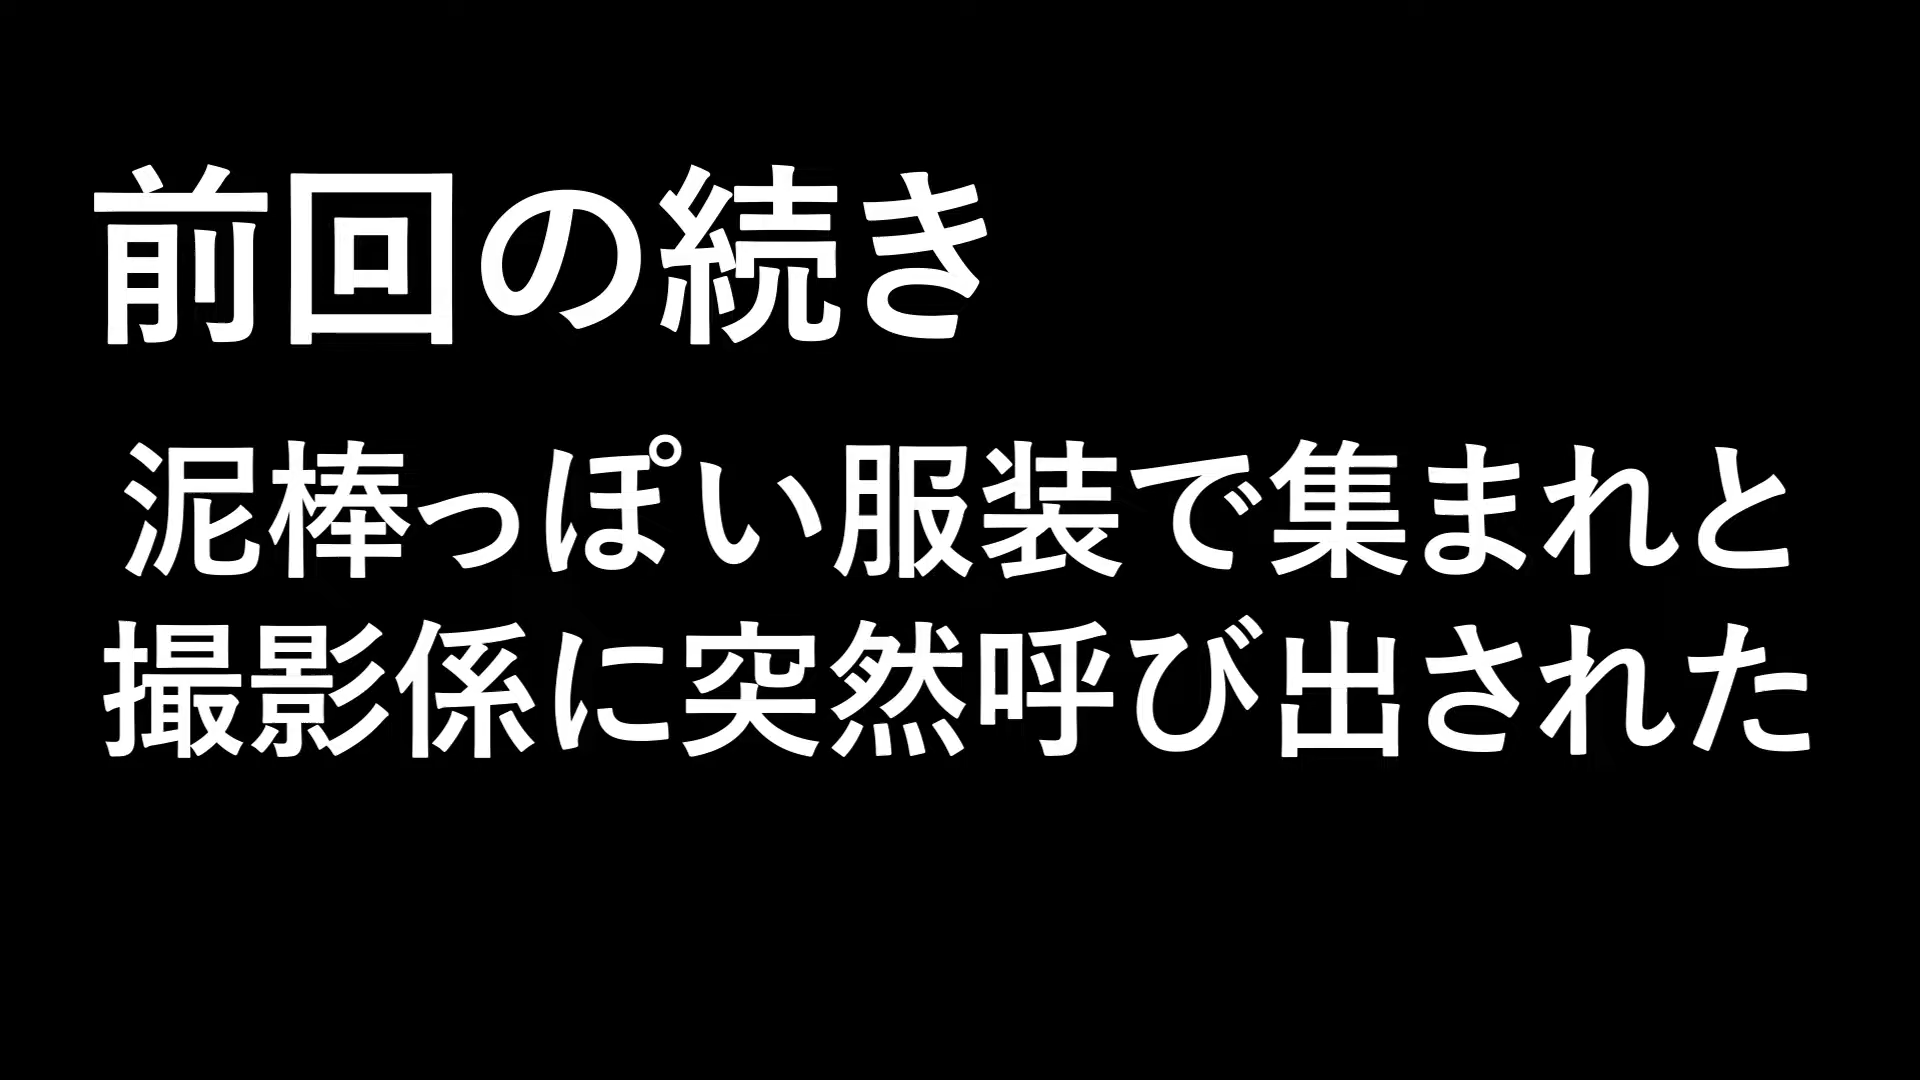 前回の続き
泥棒っぽい服装で集まれと
撮影係に突然呼び出された